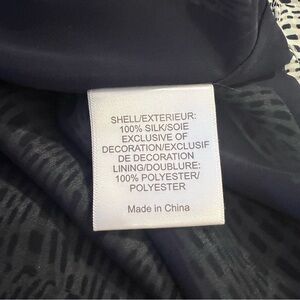 SHELL/EXTERIEUR:
100% SILK/SOIE
EXCLUSIVE OF
DECORATION/EXCLUSIF
DE DECORATION
LINING/DOUBLURE:
100% POLYESTER/
POLYESTER
Made in China